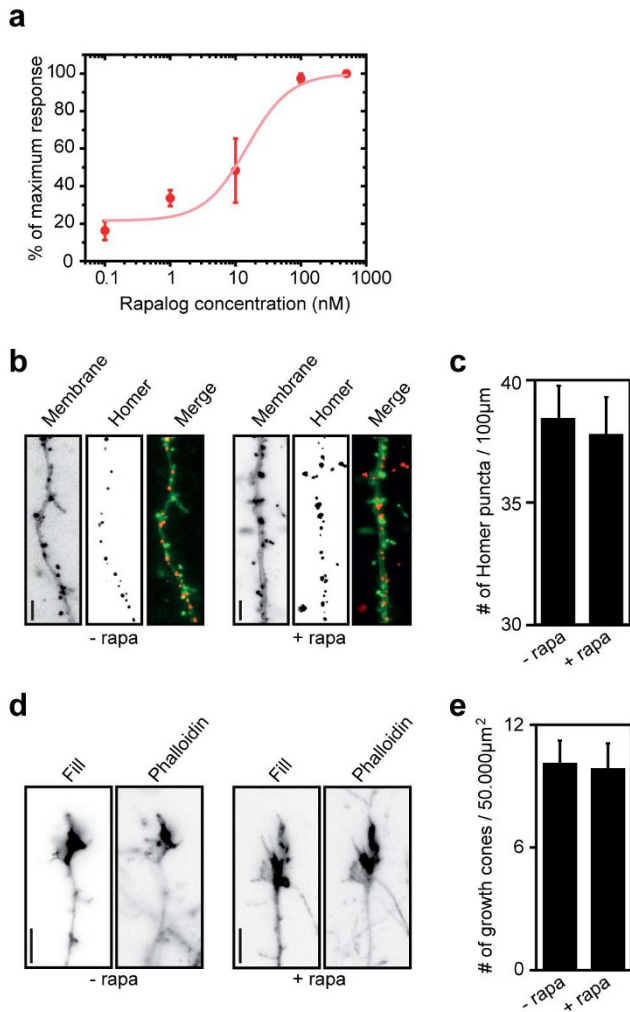 a
% of maximum response
100
80
60
40
20
0
0.1 1 10 100 1000
Rapalog concentration (nM)
b
Membrane Homer Merge Membrane Homer Merge
- rapa + rapa
c
# of Homer puncta / 100µm
40
35
30
- rapa + rapa
d
Fill Phalloidin Fill Phalloidin
- rapa + rapa
e
# of growth cones / 50.000µm²
12
6
0
- rapa + rapa